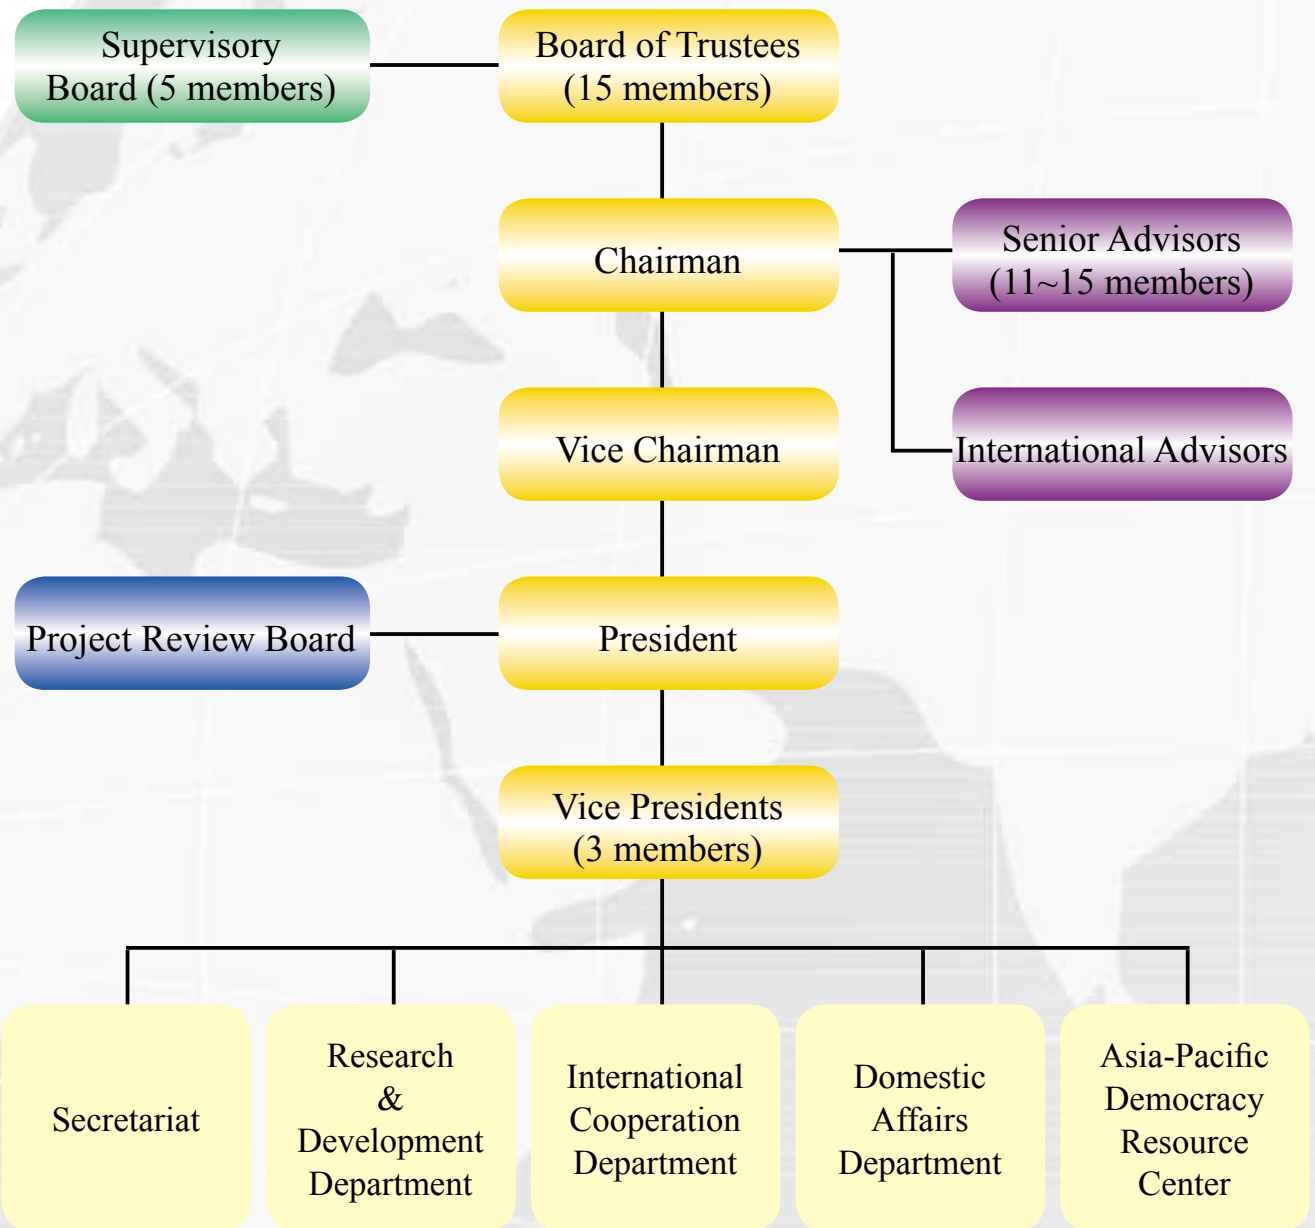 Supervisory
Board (5 members)
Board of Trustees
(15 members)
Chairman
Senior Advisors
(11~15 members)
Vice Chairman
International Advisors
Project Review Board
President
Vice Presidents
(3 members)
Secretariat
Research
&
Development
Department
International
Cooperation
Department
Domestic
Affairs
Department
Asia-Pacific
Democracy
Resource
Center